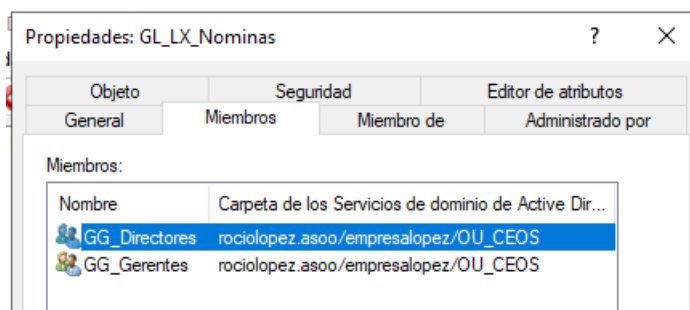 Propiedades: GL_LX_Nominas ? X
Objeto Seguridad Editor de atributos
General Miembros Miembro de Administrado por
Miembros:
Nombre Carpeta de los Servicios de dominio de Active Dir...
GG_Directores rociolopez.asoo/empresalopez/OU_CEOS
GG_Gerentes rociolopez.asoo/empresalopez/OU_CEOS